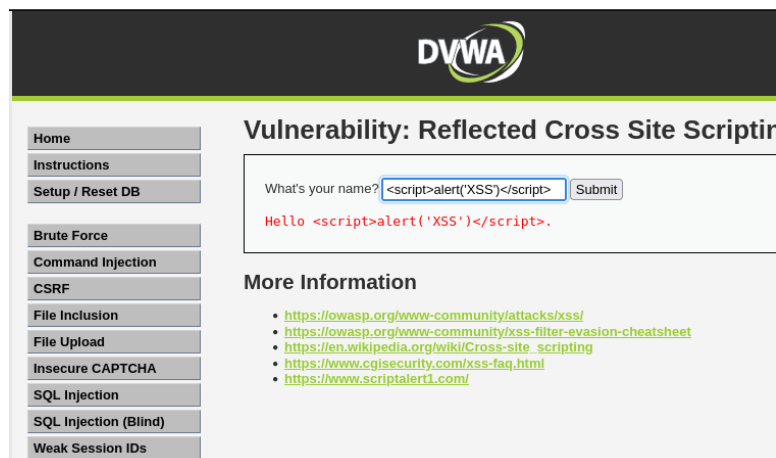 DVWA
Home
Instructions
Setup / Reset DB
Brute Force
Command Injection
CSRF
File Inclusion
File Upload
Insecure CAPTCHA
SQL Injection
SQL Injection (Blind)
Weak Session IDs
Vulnerability: Reflected Cross Site Scriptin
What's your name? <script>alert('XSS')</script> Submit
Hello <script>alert('XSS')</script>.
More Information
https://owasp.org/www-community/attacks/xss/
https://owasp.org/www-community/xss-filter-evasion-cheatsheet
https://en.wikipedia.org/wiki/Cross-site_scripting
https://www.cgisecurity.com/xss-faq.html
https://www.scriptalert1.com/